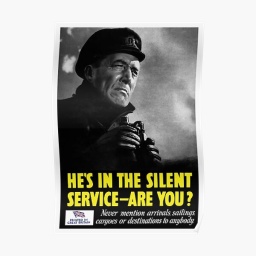 HE'S IN THE SILENT
SERVICE—ARE YOU?
Never mention arrivals sailings
cargoes or destinations to anybody